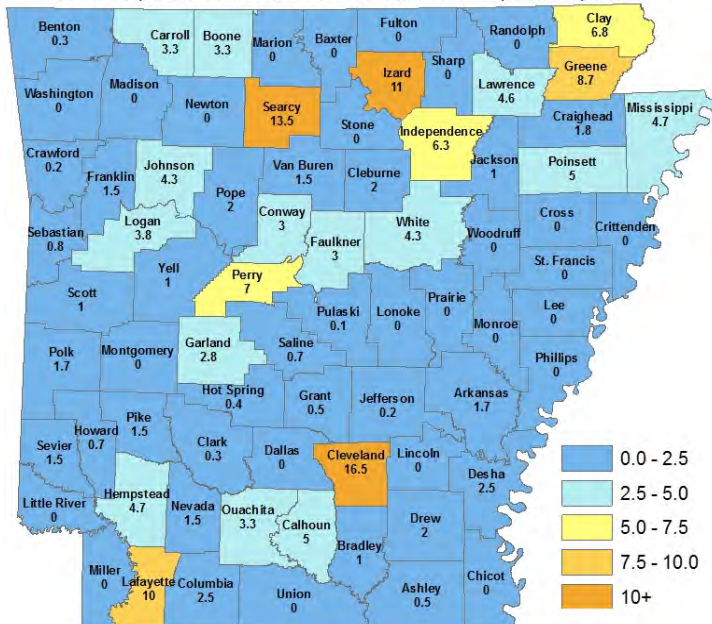 Benton
0.3
Carroll
3.3
Boone
3.3
Marion
0
Baxter
0
Fulton
0
Randolph
0
Clay
6.8
Izard
11
Sharp
0
Greene
8.7
Lawrence
4.6
Washington
0
Madison
0
Newton
0
Searcy
13.5
Stone
0
Independence
6.3
Craighead
1.8
Mississippi
4.7
Crawford
0.2
Franklin
1.5
Johnson
4.3
Pope
2
Van Buren
1.5
Cleburne
2
Jackson
1
Poinsett
5
Sebastian
0.8
Logan
3.8
Conway
3
Faulkner
3
White
4.3
Woodruff
0
Cross
0
Crittenden
0
St. Francis
0
Scott
1
Yell
1
Perry
7
Pulaski
0.1
Lonoke
0
Prairie
0
Monroe
0
Lee
0
Phillips
0
Polk
1.7
Montgomery
0
Garland
2.8
Saline
0.7
Hot Spring
0.4
Grant
0.5
Jefferson
0.2
Arkansas
1.7
Sevier
1.5
Howard
0.7
Pike
1.5
Clark
0.3
Dallas
0
Cleveland
16.5
Lincoln
0
Desha
2.5
Little River
0
Hempstead
4.7
Nevada
1.5
Ouachita
3.3
Calhoun
5
Bradley
1
Drew
2
Miller
0
Lafayette
10
Columbia
2.5
Union
0
Ashley
0.5
Chicot
0
0.0 - 2.5
2.5 - 5.0
5.0 - 7.5
7.5 - 10.0
10+